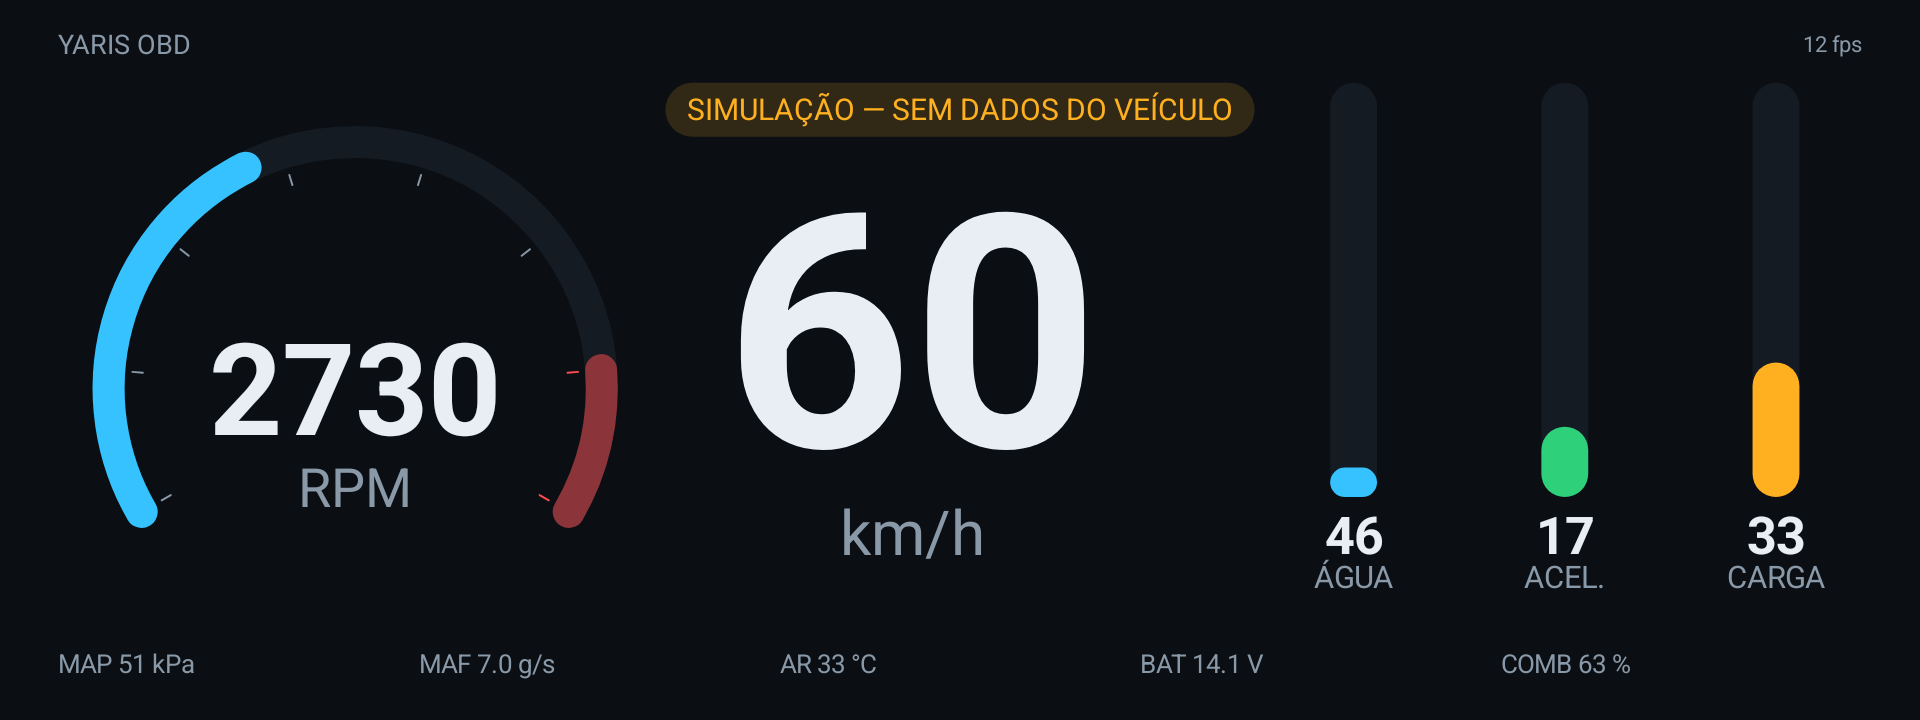 YARIS OBD
12 fps
SIMULAÇÃO — SEM DADOS DO VEÍCULO
2730
RPM
60
km/h
46
ÁGUA
17
ACEL.
33
CARGA
MAP 51 kPa
MAF 7.0 g/s
AR 33 °C
BAT 14.1 V
COMB 63 %